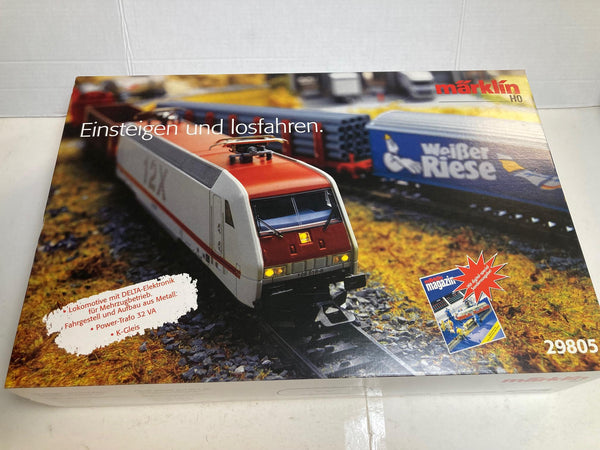 märklin
H0
Einsteigen und losfahren.
Weißer
Riese
12X
• Lokomotive mit DELTA-Elektronik
für Mehrzugbetrieb.
Fahrgestell und Aufbau aus Metall.
• Power-Trafo 32 VA
• K-Gleis
magazin
29805
märklin